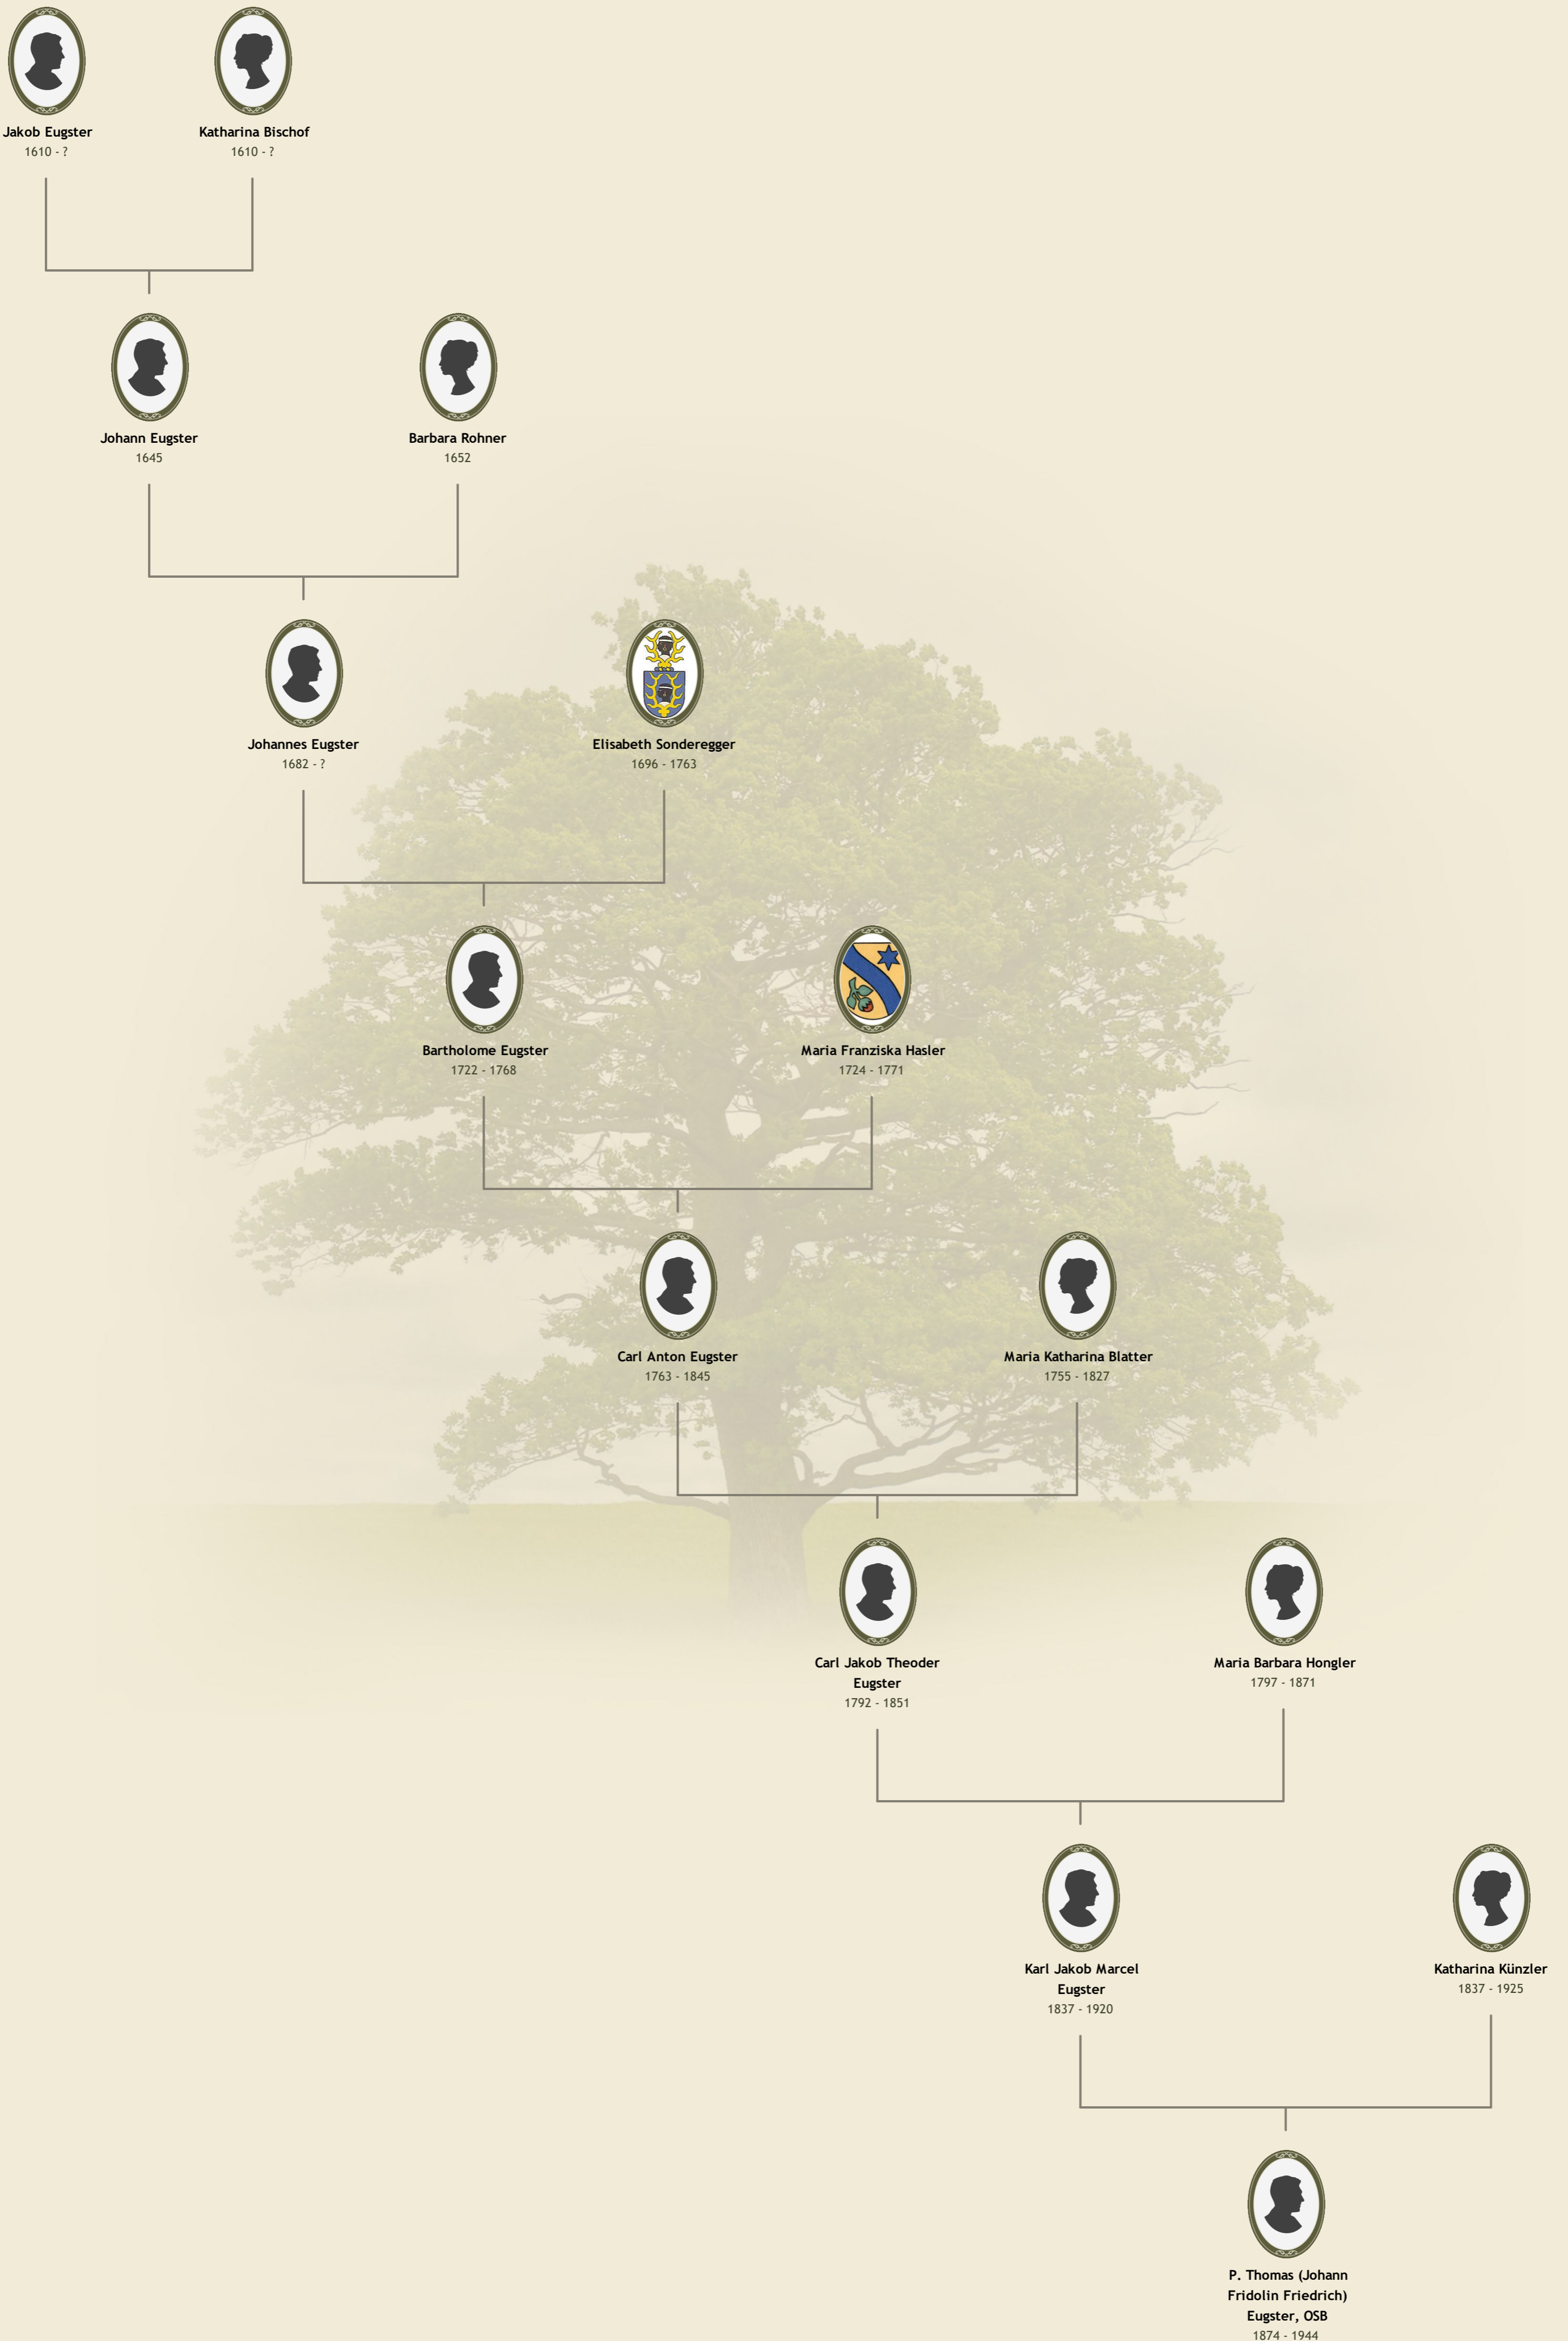 Jakob Eugster
1610 - ?
Katharina Bischof
1610 - ?
Johann Eugster
1645
Barbara Rohner
1652
Johannes Eugster
1682 - ?
Elisabeth Sonderegger
1696 - 1763
Bartholome Eugster
1722 - 1768
Maria Franziska Hasler
1724 - 1771
Carl Anton Eugster
1763 - 1845
Maria Katharina Blatter
1755 - 1827
Carl Jakob Theoder
Eugster
1792 - 1851
Maria Barbara Hongler
1797 - 1871
Karl Jakob Marcel
Eugster
1837 - 1920
Katharina Künzler
1837 - 1925
P. Thomas (Johann
Fridolin Friedrich)
Eugster, OSB
1874 - 1944